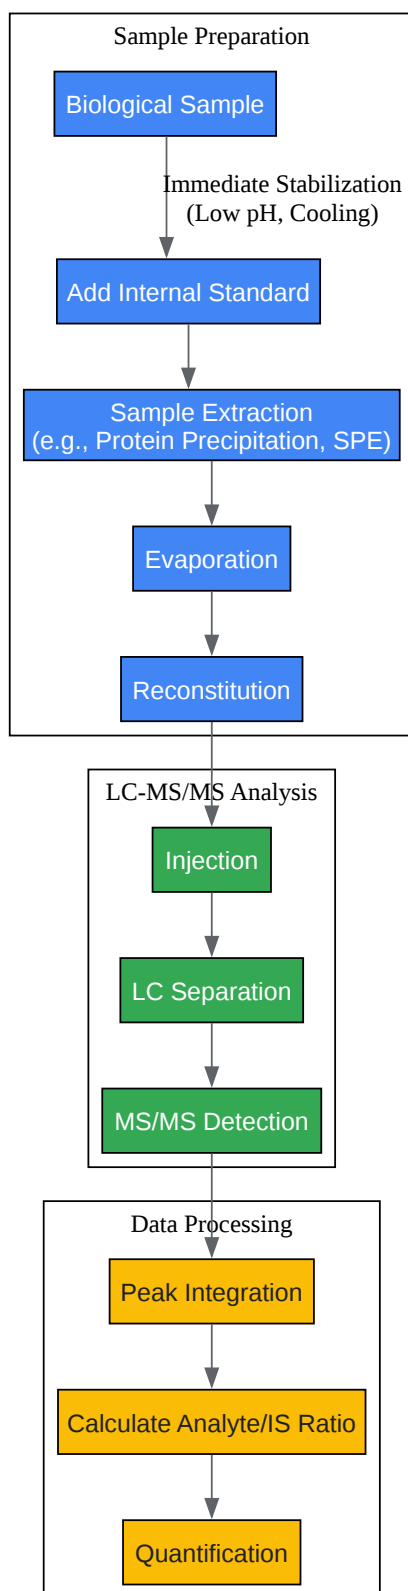 Sample Preparation
Biological Sample
Immediate Stabilization
(Low pH, Cooling)
Add Internal Standard
Sample Extraction
(e.g., Protein Precipitation, SPE)
Evaporation
Reconstitution
LC-MS/MS Analysis
Injection
LC Separation
MS/MS Detection
Data Processing
Peak Integration
Calculate Analyte/IS Ratio
Quantification